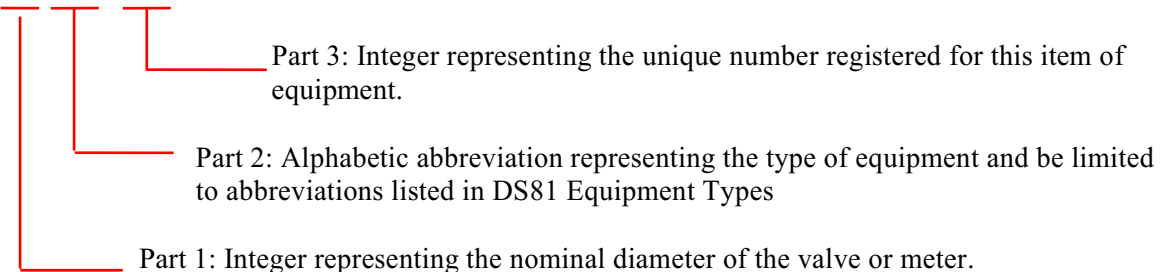 Part 3: Integer representing the unique number registered for this item of
equipment.
Part 2: Alphabetic abbreviation representing the type of equipment and be limited
to abbreviations listed in DS81 Equipment Types
Part 1: Integer representing the nominal diameter of the valve or meter.